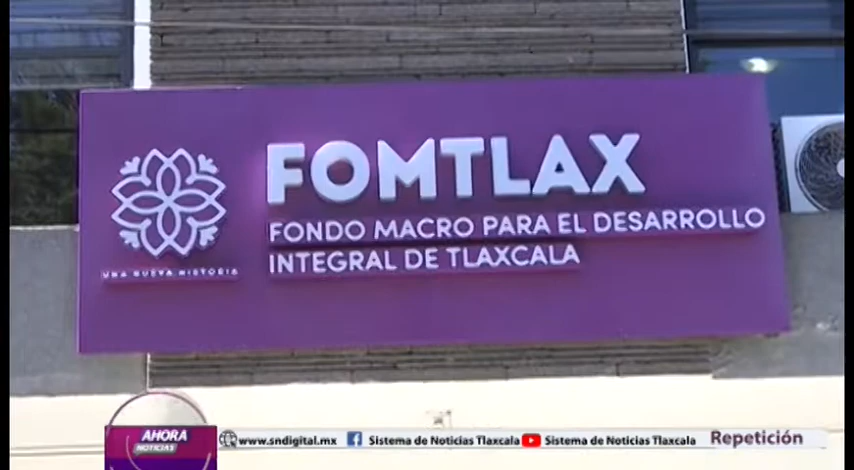 FOMTLAX
FONDO MACRO PARA EL DESARROLLO
INTEGRAL DE TLAXCALA
UNA NUEVA HISTORIA
AHORA
NOTICIAS
www.sndigital.mx Sistema de Noticias Tlaxcala Sistema de Noticias Tlaxcala Repetición